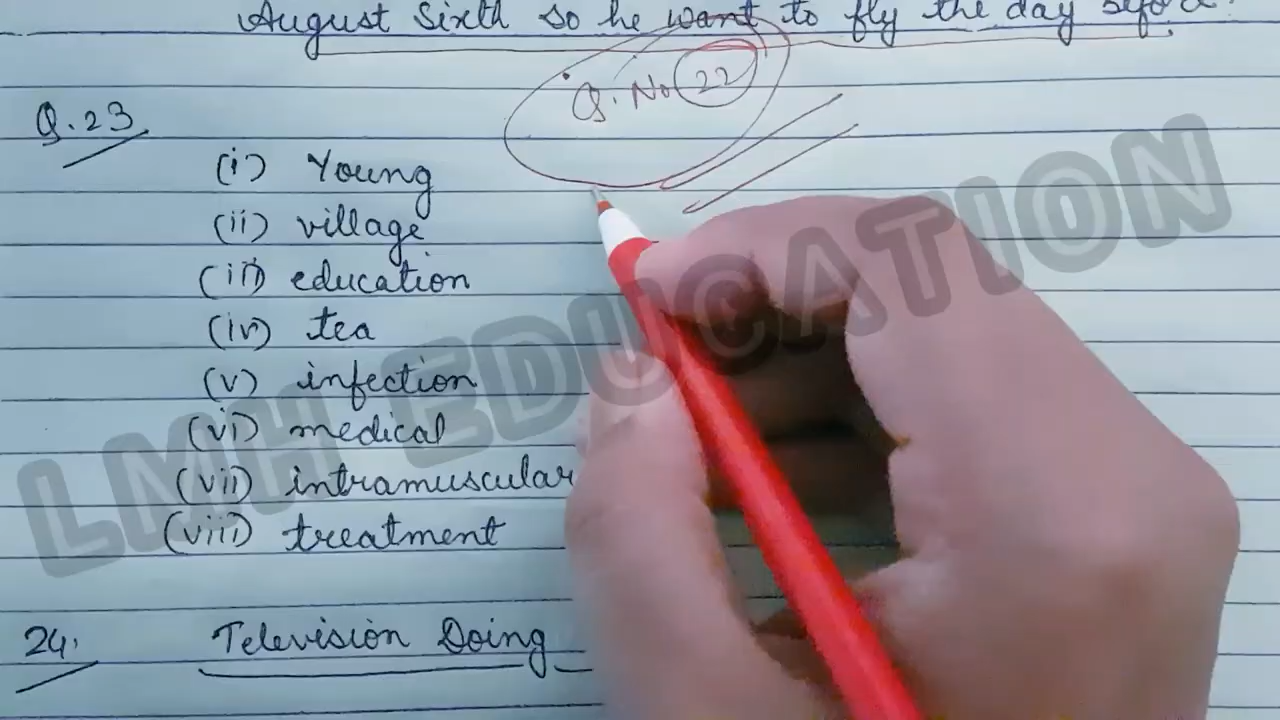 August Sixth so he want to fly the day before.
Q. No 22
Q.23
(i) Young
(ii) village
(iii) education
(iv) tea
(v) infection
(vi) medical
(vii) intramuscular
(viii) treatment
24. Television Doing
LMH EDUCATION